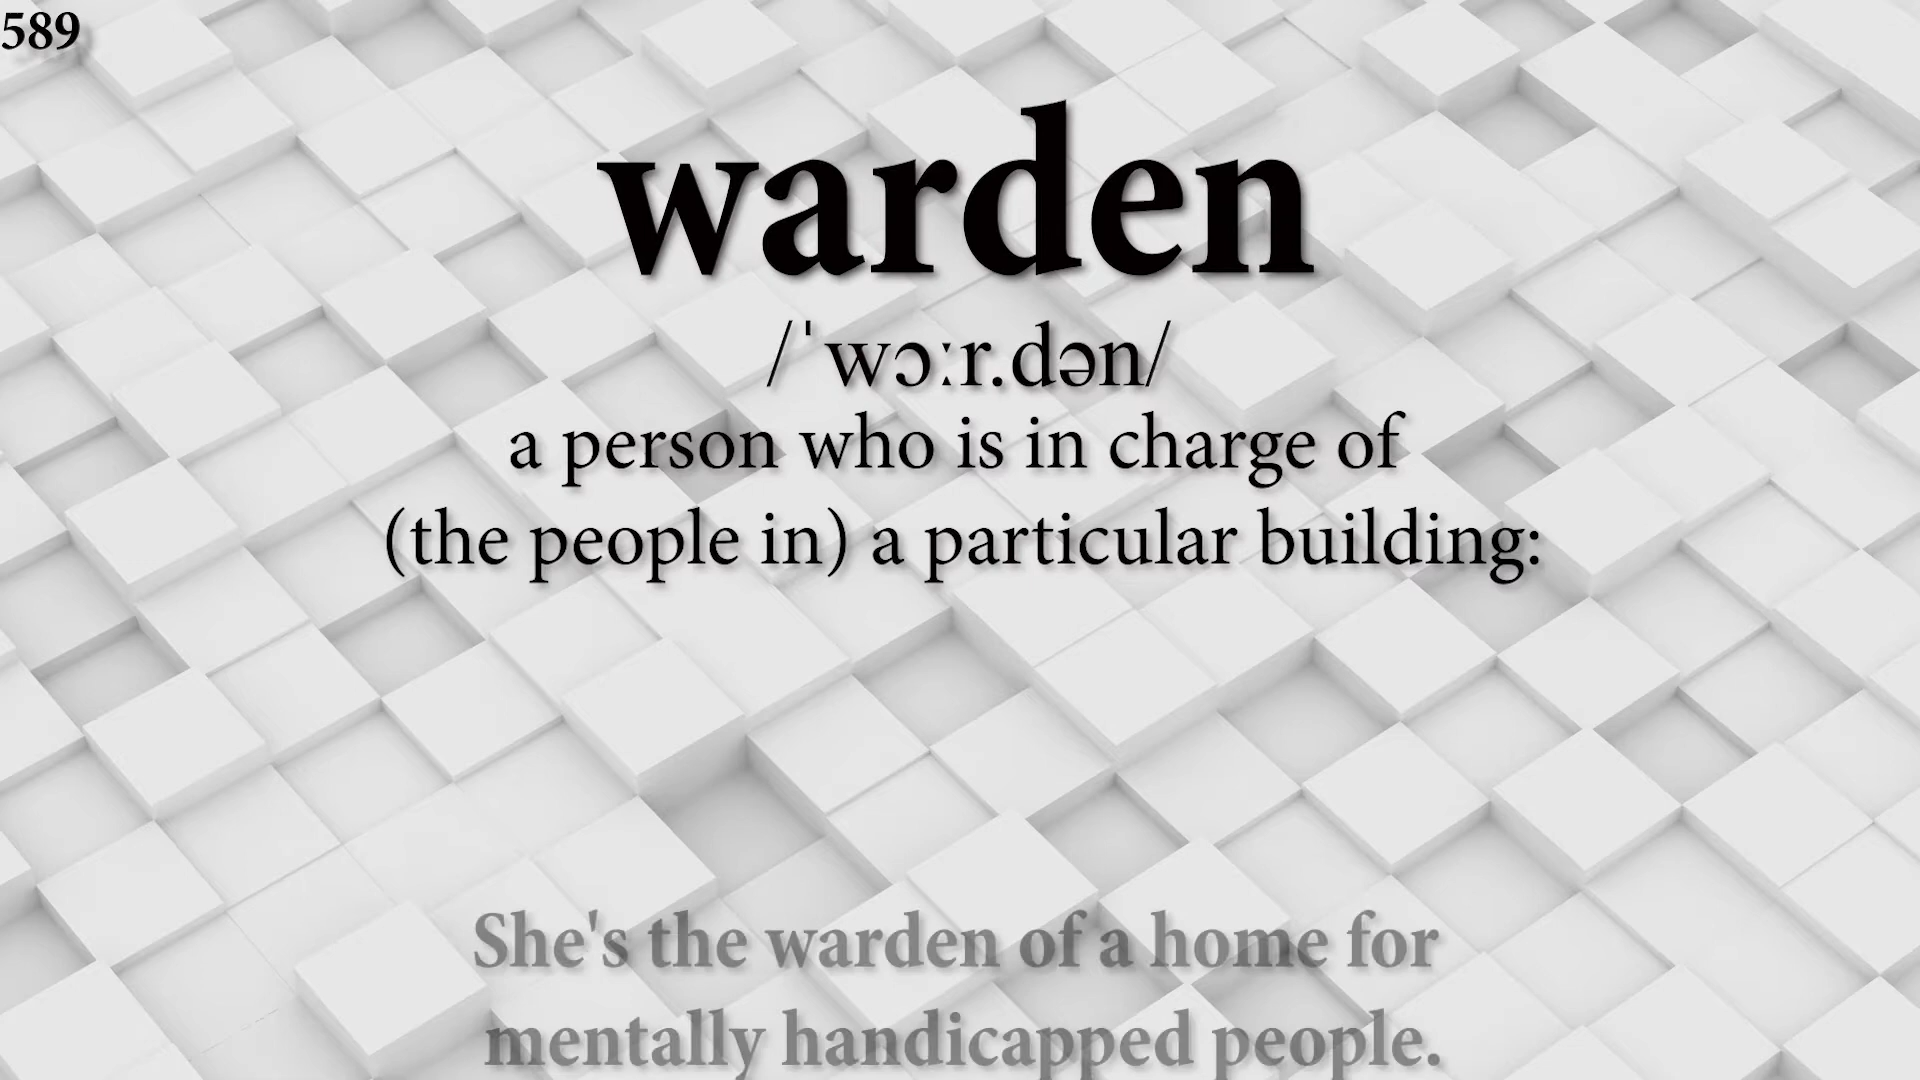 589
warden
/ˈwɔːr.dən/
a person who is in charge of
(the people in) a particular building:
She's the warden of a home for
mentally handicapped people.